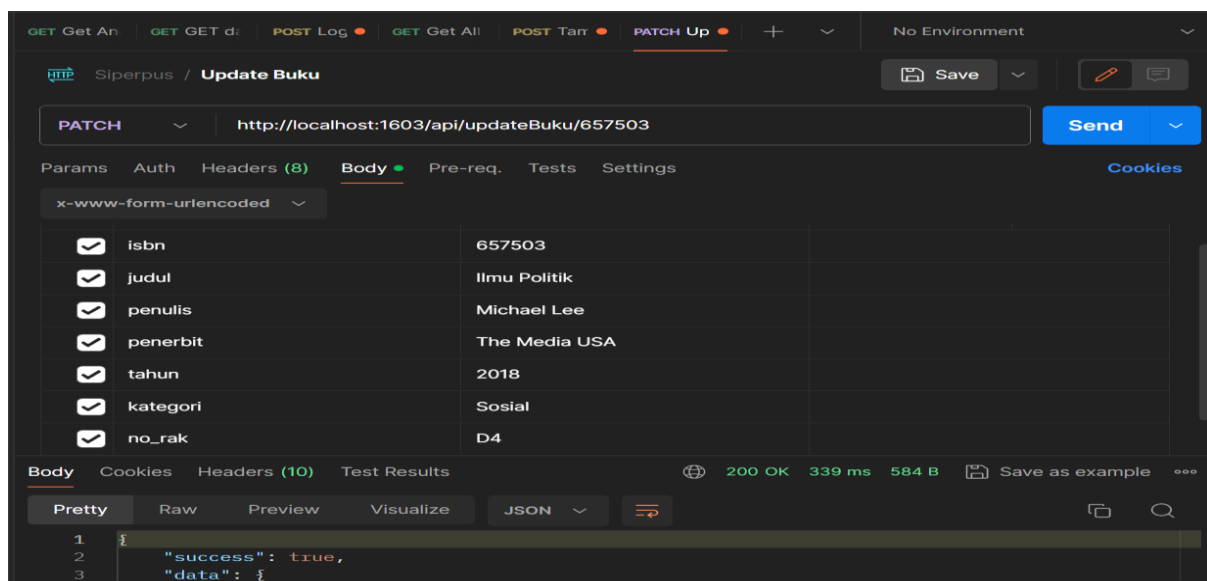 GET Get An GET GET da POST Log GET Get All POST Tam PATCH Up No Environment
HTTP Siperpus / Update Buku Save
PATCH http://localhost:1603/api/updateBuku/657503 Send
Params Auth Headers (8) Body Pre-req. Tests Settings Cookies
x-www-form-urlencoded
isbn 657503
judul Ilmu Politik
penulis Michael Lee
penerbit The Media USA
tahun 2018
kategori Sosial
no_rak D4
Body Cookies Headers (10) Test Results 200 OK 339 ms 584 B Save as example
Pretty Raw Preview Visualize JSON
1 {
2 "success": true,
3 "data": {